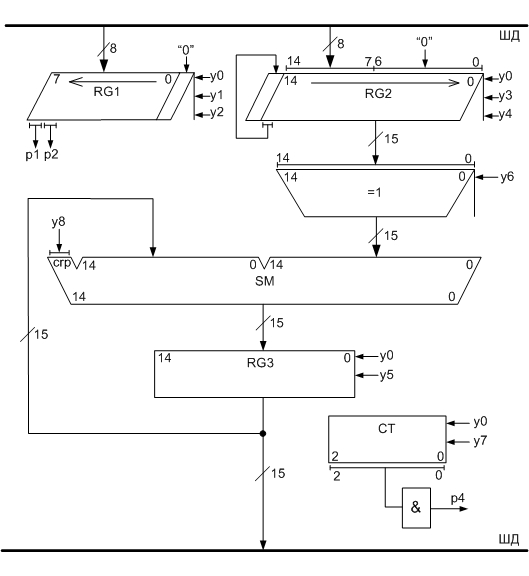 ШД
8
8
"0"
"0"
14 7 6 0
7 0
RG1
y0
y1
y2
14 0
RG2
y0
y3
y4
p1 p2
15
14 0
14 0
=1
y6
15
y8
crp
14 0
14
SM
14 0
15
15
14 0
RG3
y0
y5
CT
2 0
y0
y7
2 0
15
&
p4
ШД